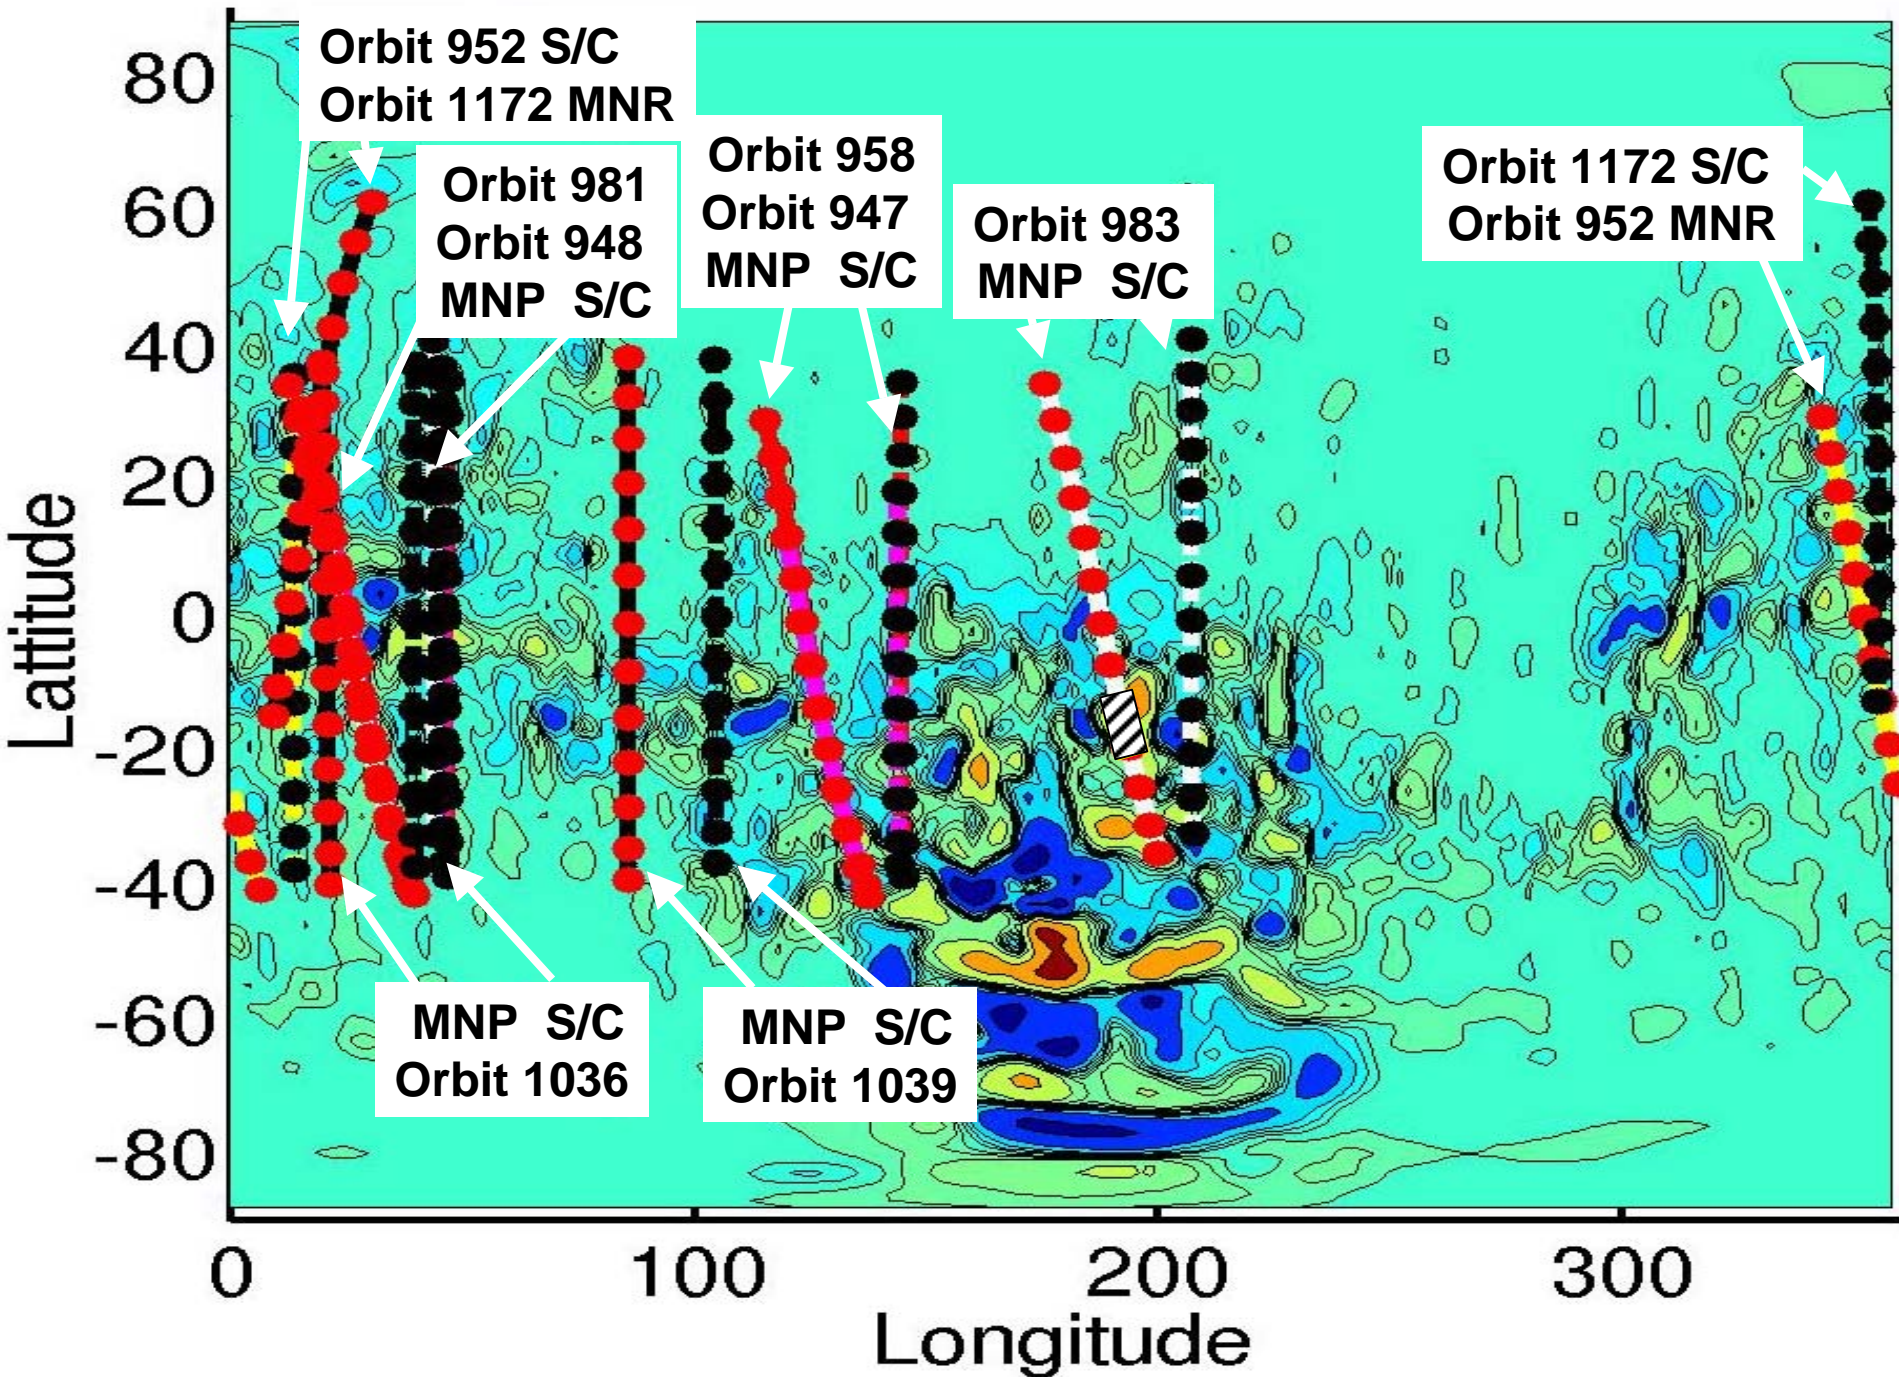 Orbit 952 S/C
Orbit 1172 MNR
Orbit 981
Orbit 948
MNP S/C
Orbit 958
Orbit 947
MNP S/C
Orbit 983
MNP S/C
Orbit 1172 S/C
Orbit 952 MNR
80
60
40
20
0
-20
-40
-60
-80
Lattitude
MNP S/C
Orbit 1036
MNP S/C
Orbit 1039
0
100
200
300
Longitude